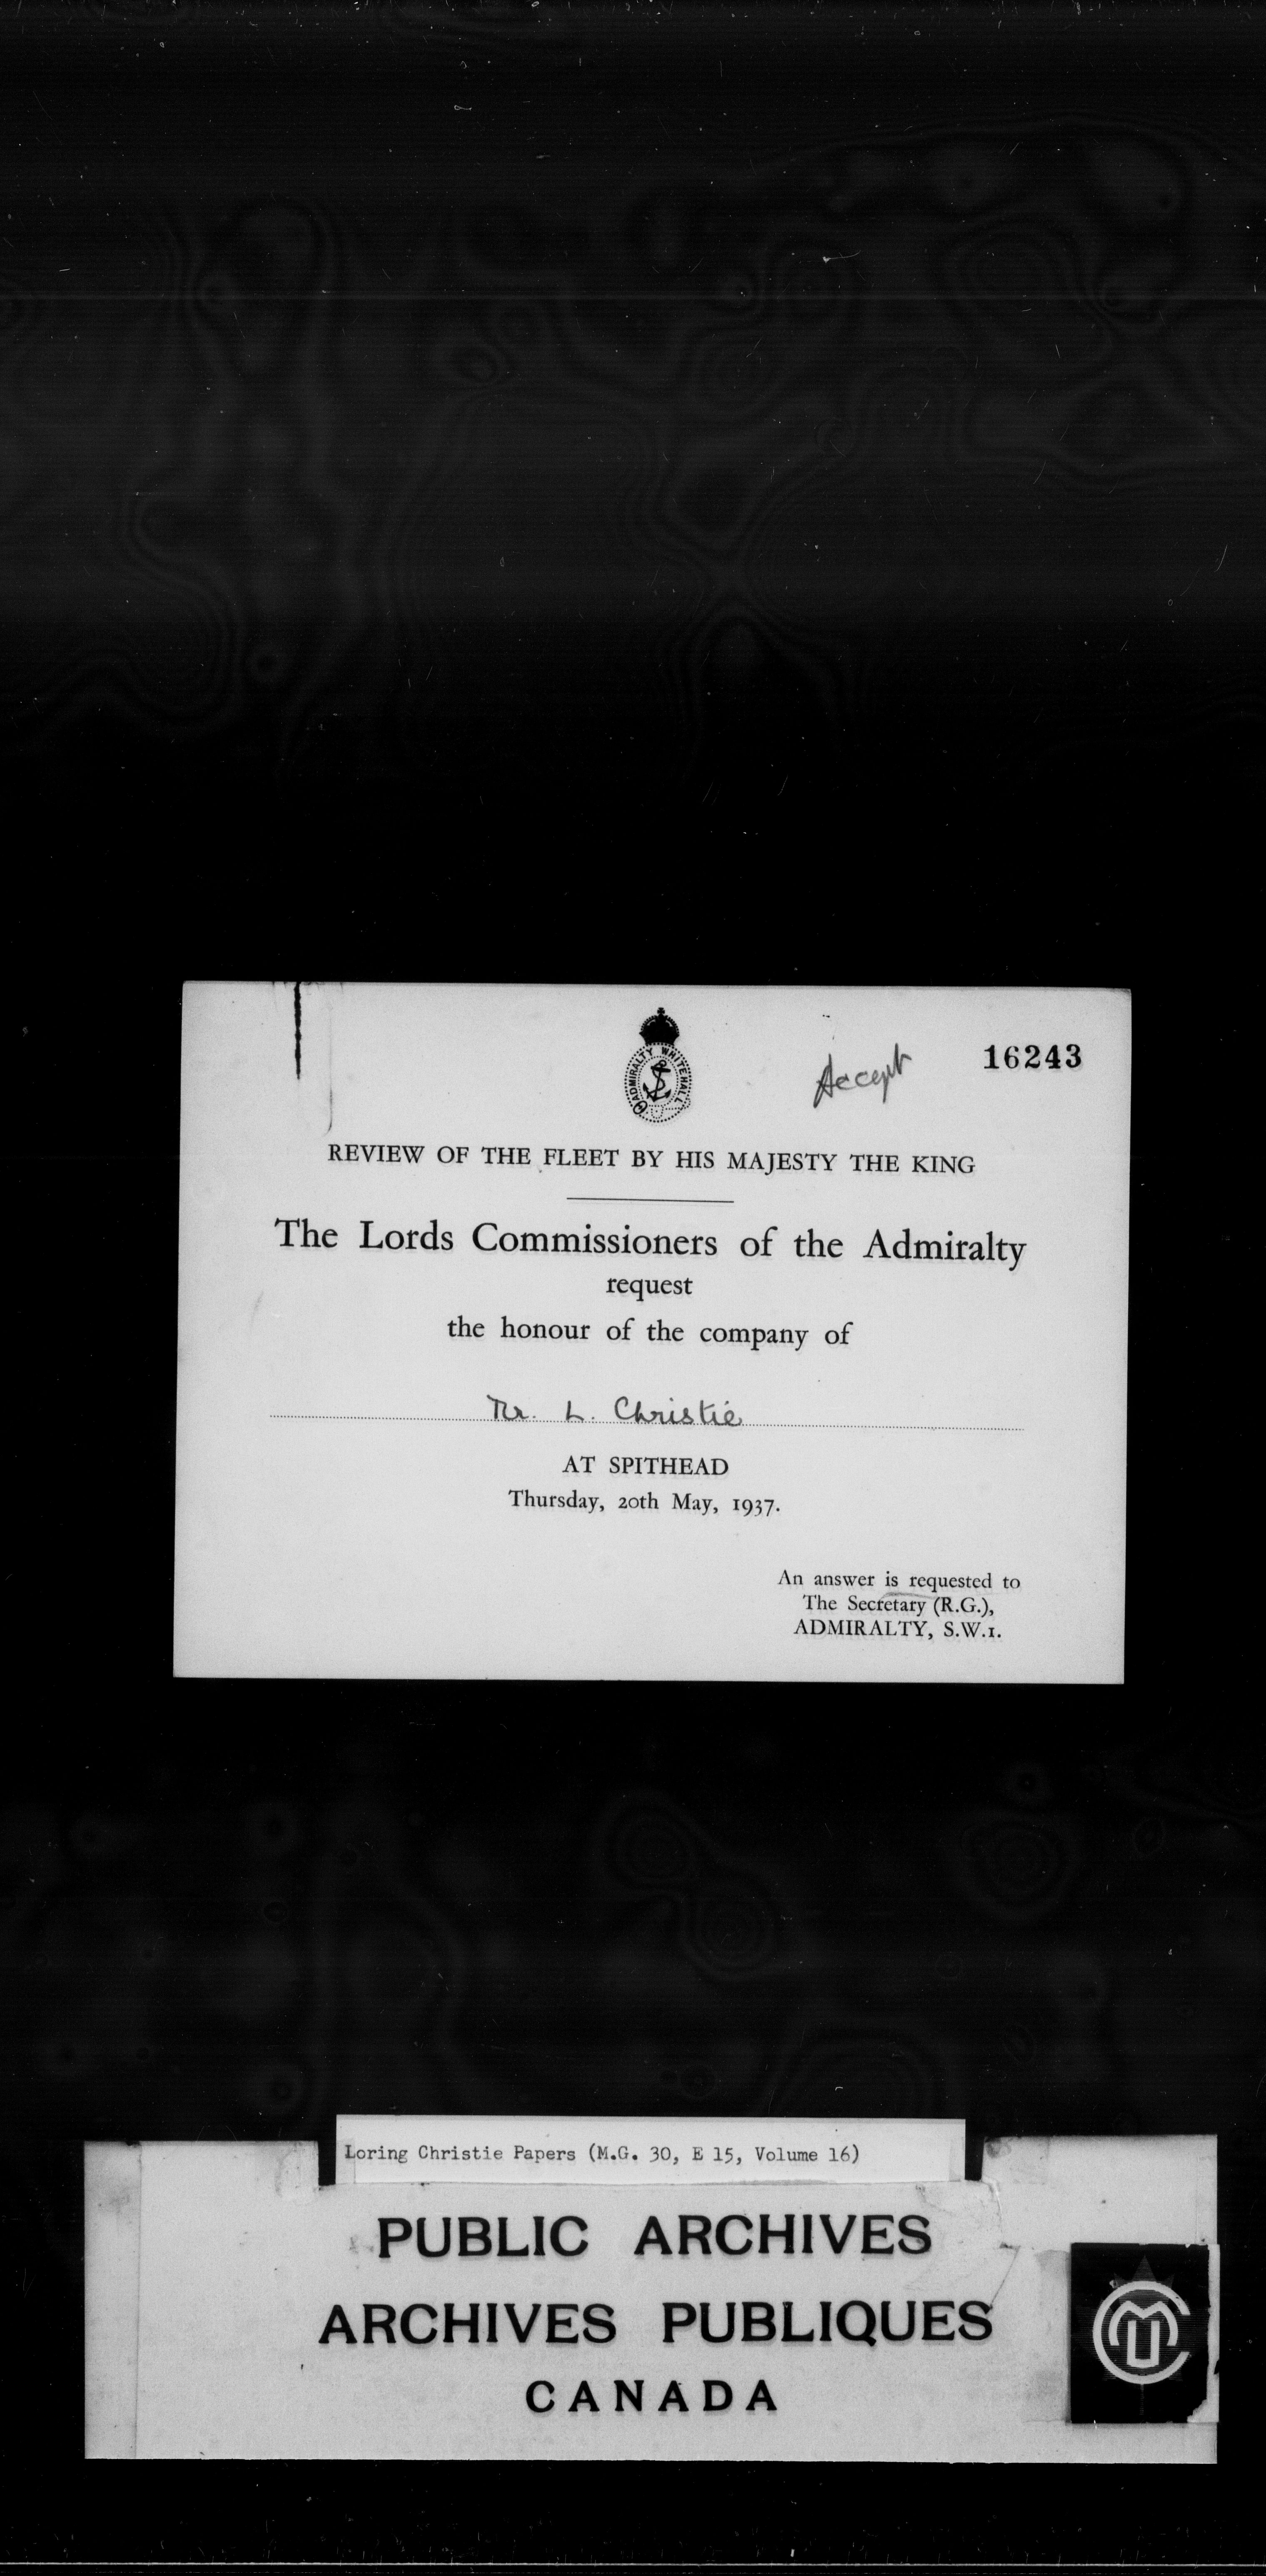 ADMIRALTY WHITEHALL
Accept
16243
REVIEW OF THE FLEET BY HIS MAJESTY THE KING
The Lords Commissioners of the Admiralty
request
the honour of the company of
Mr. L. Christie
AT SPITHEAD
Thursday, 20th May, 1937.
An answer is requested to
The Secretary (R.G.),
ADMIRALTY, S.W.1.
Loring Christie Papers (M.G. 30, E 15, Volume 16)
PUBLIC ARCHIVES
ARCHIVES PUBLIQUES
CANADA